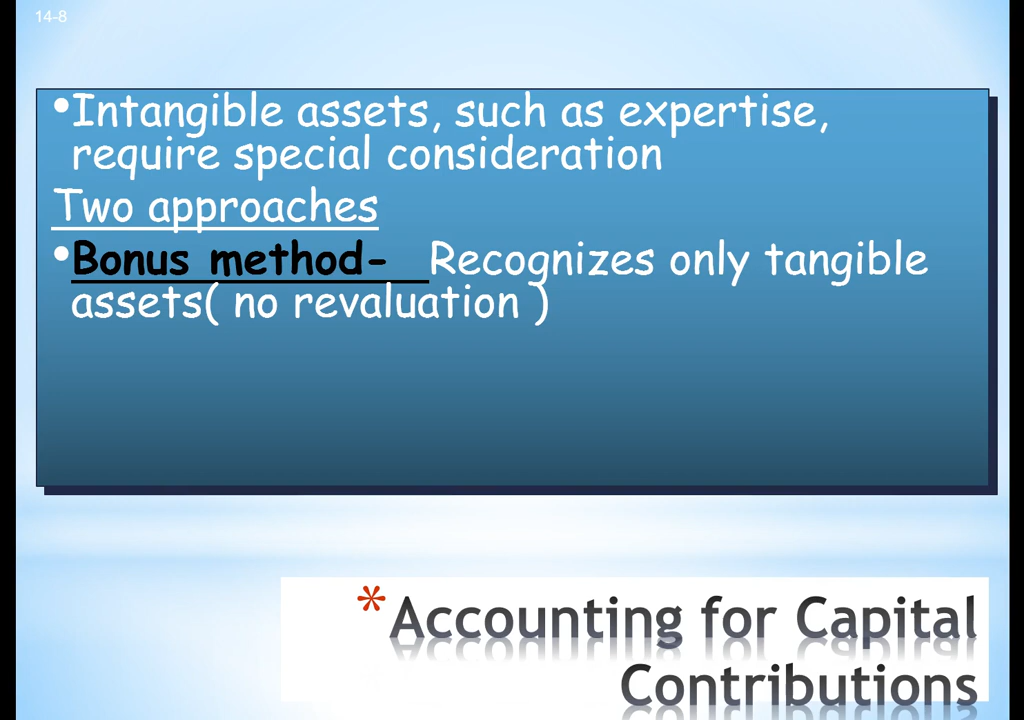 14-8
•Intangible assets, such as expertise,
require special consideration
Two approaches
•Bonus method- Recognizes only tangible
assets( no revaluation )
*Accounting for Capital
Contributions